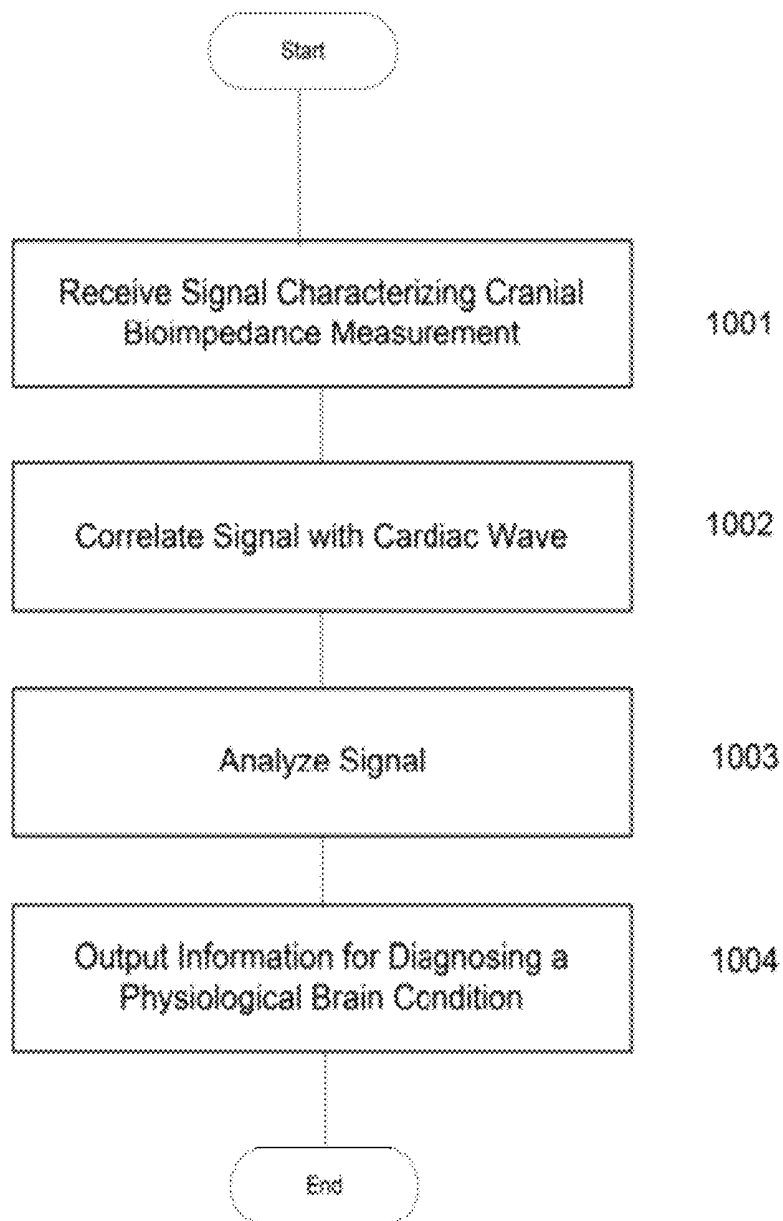 Start
Receive Signal Characterizing Cranial
Bioimpedance Measurement
1001
Correlate Signal with Cardiac Wave
1002
Analyze Signal
1003
Output Information for Diagnosing a
Physiological Brain Condition
1004
End